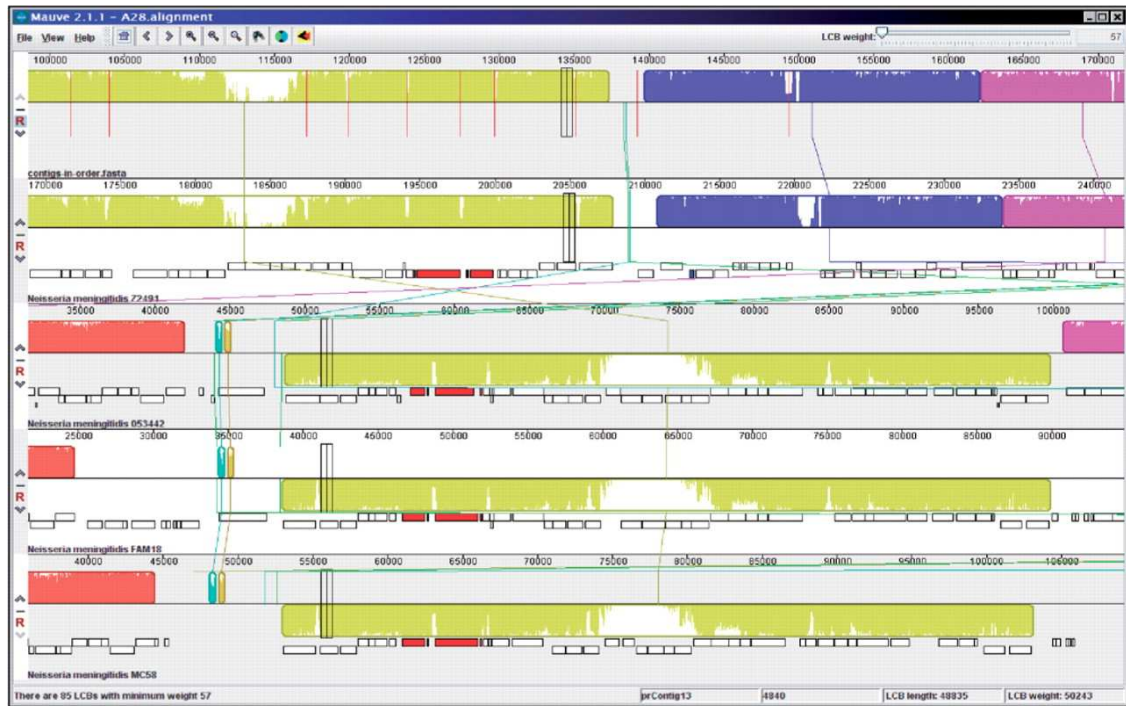 Mauve 2.1.1 - A28.alignment
File View Help LCB weight: 57
100000 105000 110000 115000 120000 125000 130000 135000 140000 145000 150000 155000 160000 165000 170000
R
contigs-in-order.fasta
170000 175000 180000 185000 190000 195000 200000 205000 210000 215000 220000 225000 230000 235000 240000
R
Neisseria meningitidis Z2491
35000 40000 45000 50000 55000 60000 65000 70000 75000 80000 85000 90000 95000 100000
R
Neisseria meningitidis 053442
25000 30000 35000 40000 45000 50000 55000 60000 65000 70000 75000 80000 85000 90000
R
Neisseria meningitidis FAM18
40000 45000 50000 55000 60000 65000 70000 75000 80000 85000 90000 95000 100000 105000
R
Neisseria meningitidis MC58
There are 85 LCBs with minimum weight 57 prContig13 4840 LCB length: 48835 LCB weight: 50243